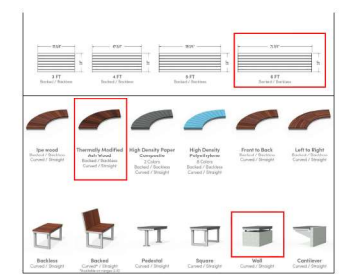 3 FT
Backed / Backless
4 FT
Backed / Backless
6 FT
Backed / Backless
8 FT
Backed / Backless
Ipe wood
Backed / Backless
Curved / Straight
Thermally Modified
Ash Wood
Backed / Backless
Curved / Straight
High Density Paper
Composite
3 Colors
Backed / Backless
Curved / Straight
High Density
Polyethylene
Backed / Backless
Curved / Straight
Front to Back
Backed / Backless
Curved / Straight
Left to Right
Backed / Backless
Curved / Straight
Backless
Curved / Straight
Backed
Curved* / Straight
Pedestal
Curved / Straight
Square
Curved / Straight
Wall
Curved / Straight
Cantilever
Curved / Straight